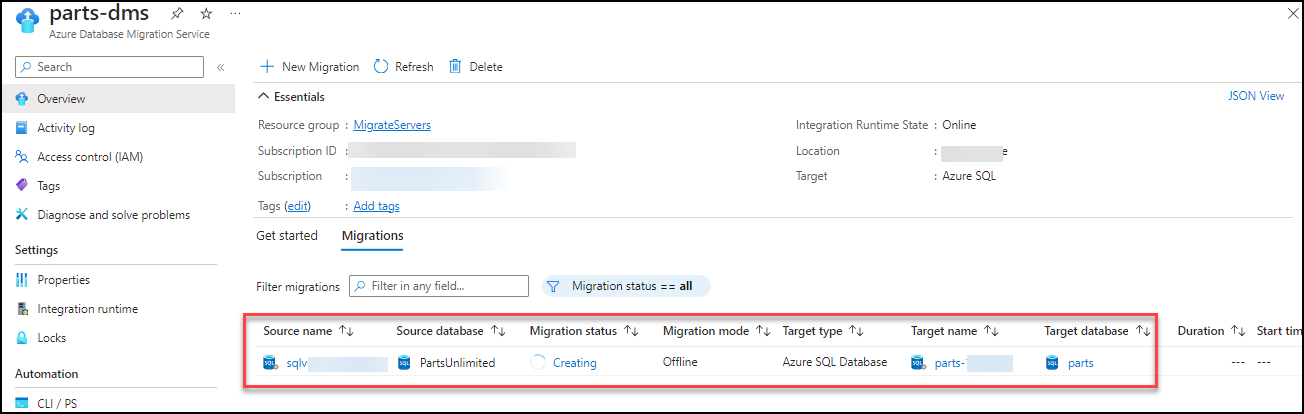 parts-dms
Azure Database Migration Service
Search
Overview
Activity log
Access control (IAM)
Tags
Diagnose and solve problems
Settings
Properties
Integration runtime
Locks
Automation
CLI / PS
New Migration Refresh Delete
Essentials JSON View
Resource group : MigrateServers
Subscription ID :
Subscription :
Tags (edit) : Add tags
Integration Runtime State : Online
Location : e
Target : Azure SQL
Get started Migrations
Filter migrations Filter in any field... Migration status == all
Source name Source database Migration status Migration mode Target type Target name Target database Duration Start tim
sqlv PartsUnlimited Creating Offline Azure SQL Database parts- parts --- ---